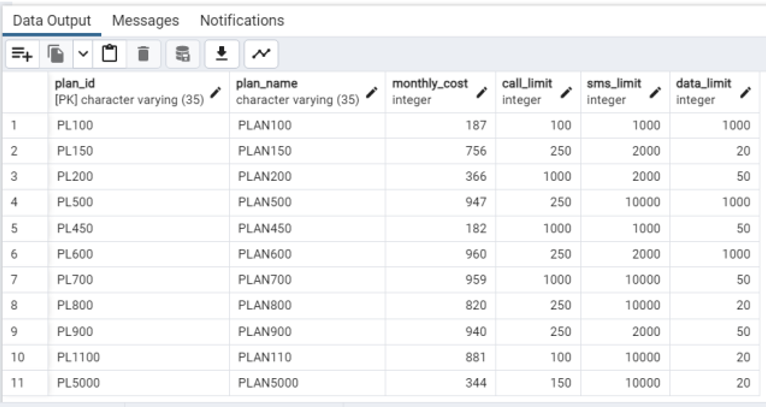 Data Output Messages Notifications
plan_id plan_name monthly_cost call_limit sms_limit data_limit
[PK] character varying (35) character varying (35) integer integer integer integer
1 PL100 PLAN100 187 100 1000 1000
2 PL150 PLAN150 756 250 2000 20
3 PL200 PLAN200 366 1000 2000 50
4 PL500 PLAN500 947 250 10000 1000
5 PL450 PLAN450 182 1000 1000 50
6 PL600 PLAN600 960 250 2000 1000
7 PL700 PLAN700 959 1000 10000 50
8 PL800 PLAN800 820 250 10000 20
9 PL900 PLAN900 940 250 2000 50
10 PL1100 PLAN110 881 100 10000 20
11 PL5000 PLAN5000 344 150 10000 20